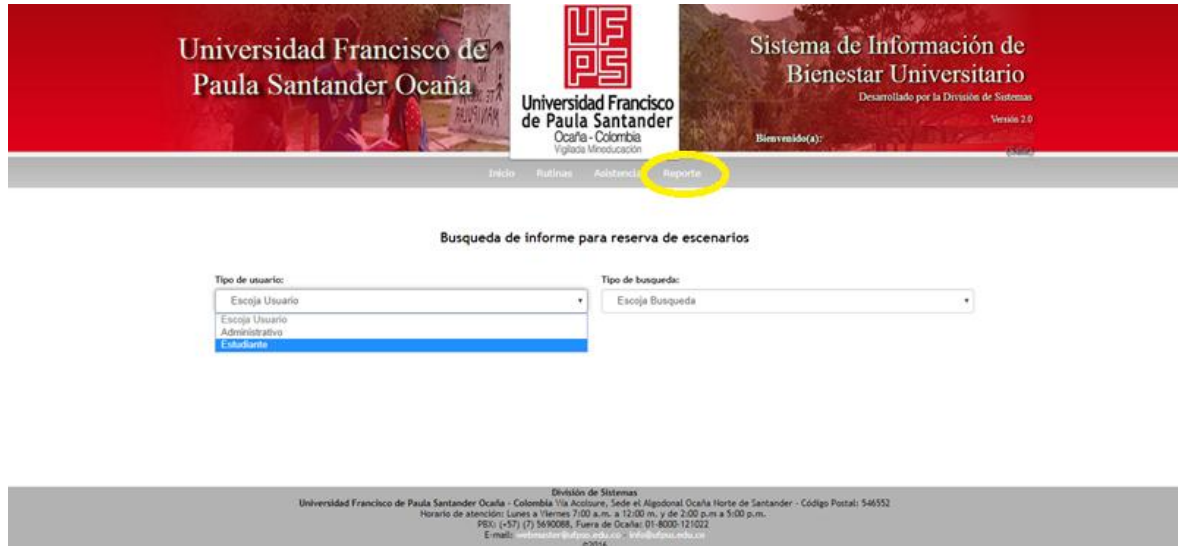 Universidad Francisco de
Paula Santander Ocaña
UF
PS
Universidad Francisco
de Paula Santander
Ocaña - Colombia
Vigilada Mineducación
Sistema de Información de
Bienestar Universitario
Desarrollado por la División de Sistemas
Versión 2.0
Bienvenido(a):
(Salir)
Inicio Rutinas Asistencia Reporte
Busqueda de informe para reserva de escenarios
Tipo de usuario: Tipo de busqueda:
Escoja Usuario Escoja Busqueda
Escoja Usuario
Administrativo
Estudiante
División de Sistemas
Universidad Francisco de Paula Santander Ocaña - Colombia Vía Acolsure, Sede el Algodonal Ocaña Norte de Santander - Código Postal: 546552
Horario de atención: Lunes a Viernes 7:00 a.m. a 12:00 m. y de 2:00 p.m a 5:00 p.m.
PBX: (+57) (7) 5690088, Fuera de Ocaña: 01-8000-121022
E-mail: webmaster@ufpso.edu.co - info@ufpso.edu.co
©2016